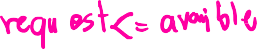 request <= avaible